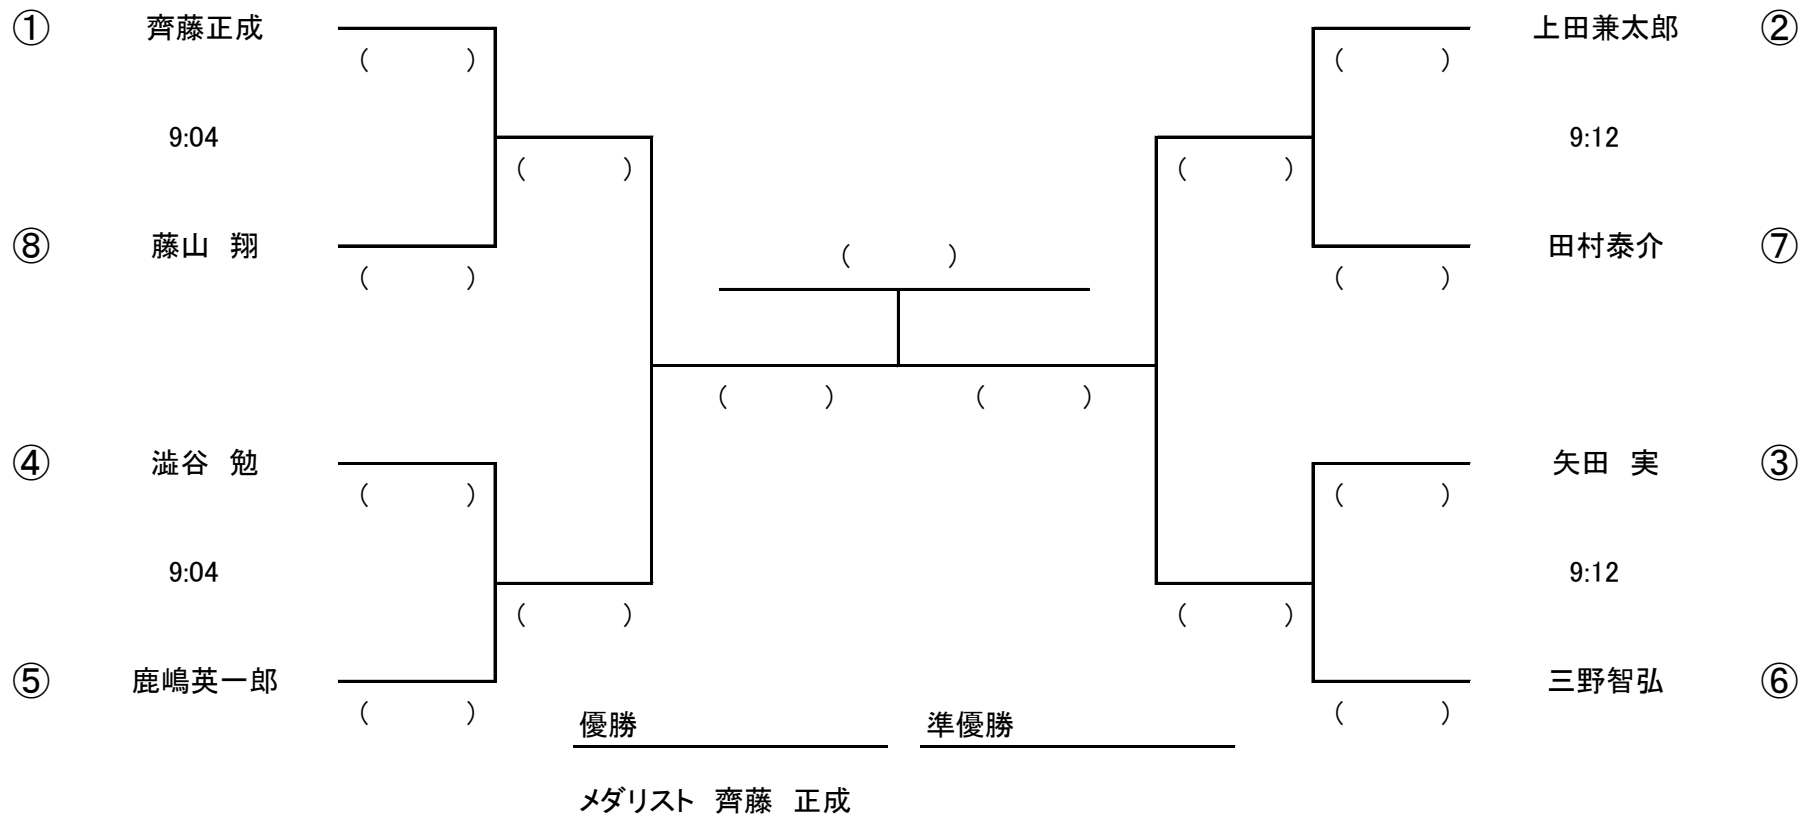 ① 齊藤正成 上田兼太郎 ②
( ) ( )
9:04 9:12
( ) ( )
⑧ 藤山 翔 田村泰介 ⑦
( )
( ) ( )
( ) ( )
④ 澁谷 勉 矢田 実 ③
( ) ( )
9:04 9:12
( ) ( )
⑤ 鹿嶋英一郎 三野智弘 ⑥
( ) ( )
優勝 準優勝
メダリスト 齊藤 正成